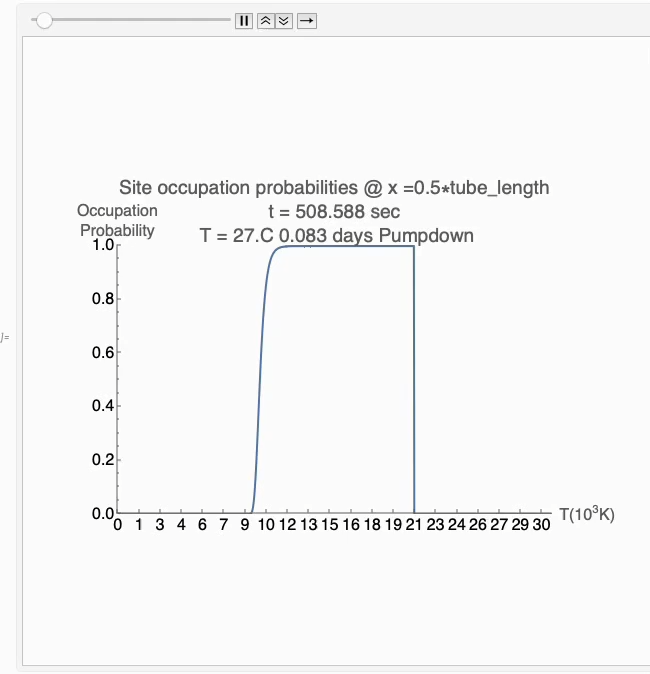 Site occupation probabilities @ x =0.5*tube_length
Occupation
Probability
t = 508.588 sec
T = 27.C 0.083 days Pumpdown
1.0
0.8
0.6
]=
0.4
0.2
0.0
0 1 3 4 6 7 9 10 12 13 15 16 18 19 21 23 24 26 27 29 30
T(10³K)